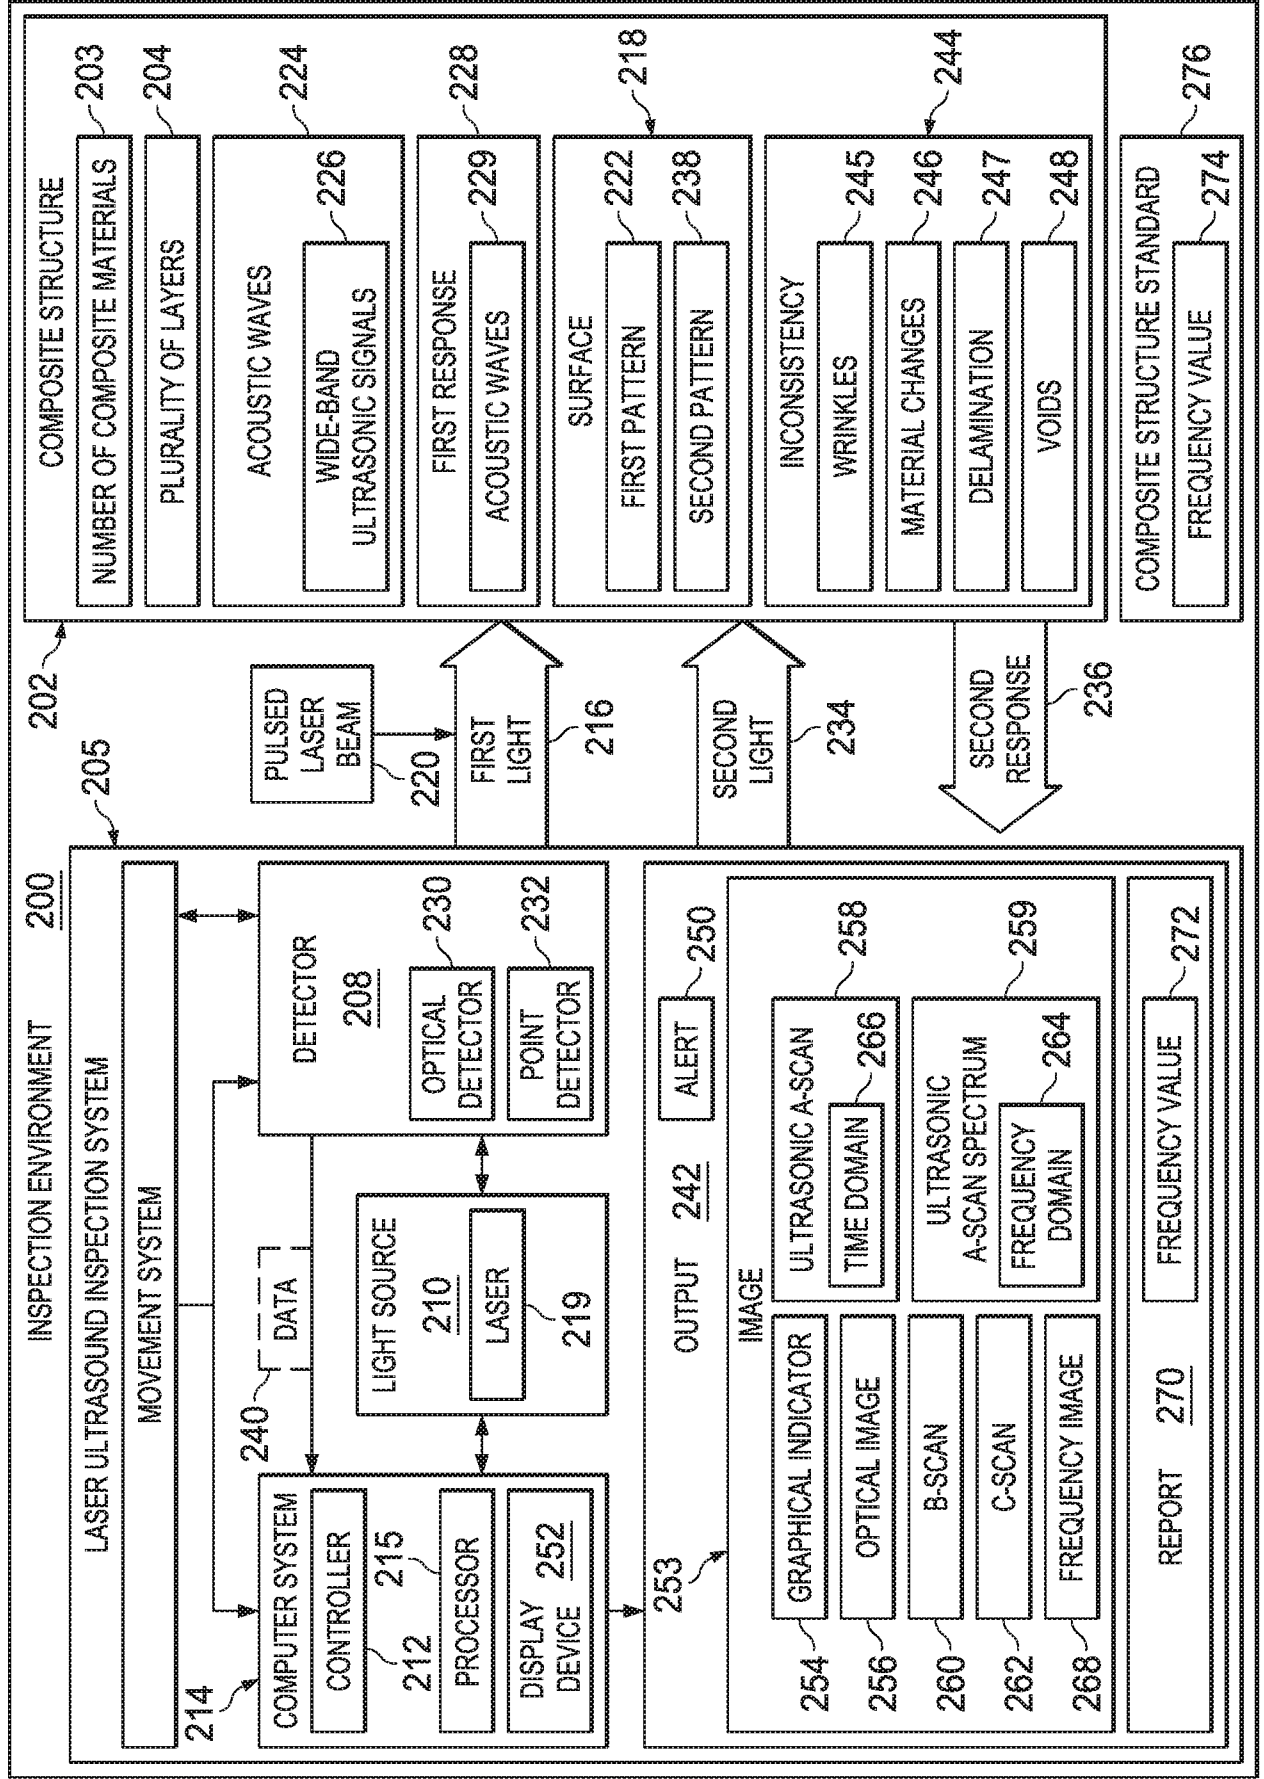 INSPECTION ENVIRONMENT
200
LASER ULTRASOUND INSPECTION SYSTEM
205
MOVEMENT SYSTEM
214
COMPUTER SYSTEM
CONTROLLER
212
215
PROCESSOR
DISPLAY
DEVICE
252
240
DATA
LIGHT SOURCE
210
LASER
219
DETECTOR
208
OPTICAL
DETECTOR
230
POINT
DETECTOR
232
OUTPUT
242
ALERT
250
253
IMAGE
GRAPHICAL INDICATOR
254
OPTICAL IMAGE
256
B-SCAN
260
C-SCAN
262
FREQUENCY IMAGE
268
ULTRASONIC A-SCAN
258
TIME DOMAIN
266
ULTRASONIC
A-SCAN SPECTRUM
259
FREQUENCY
DOMAIN
264
REPORT
270
FREQUENCY VALUE
272
PULSED
LASER
BEAM
220
FIRST
LIGHT
216
SECOND
LIGHT
234
SECOND
RESPONSE
236
202
COMPOSITE STRUCTURE
NUMBER OF COMPOSITE MATERIALS
203
PLURALITY OF LAYERS
204
ACOUSTIC WAVES
224
WIDE-BAND
ULTRASONIC SIGNALS
226
FIRST RESPONSE
228
ACOUSTIC WAVES
229
SURFACE
218
FIRST PATTERN
222
SECOND PATTERN
238
INCONSISTENCY
244
WRINKLES
245
MATERIAL CHANGES
246
DELAMINATION
247
VOIDS
248
COMPOSITE STRUCTURE STANDARD
276
FREQUENCY VALUE
274